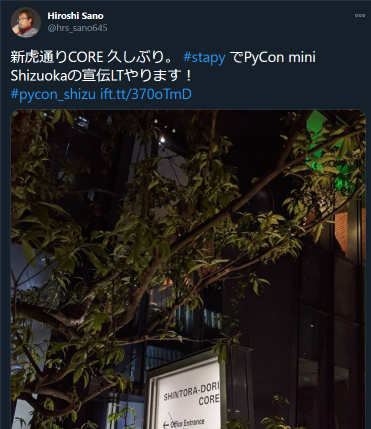 Hiroshi Sano
@hrs_sano645
新虎通りCORE 久しぶり。 #stapy でPyCon mini
Shizuokaの宣伝LTやります！
#pycon_shizu ift.tt/370oTmD
SHINTORA-DORI
CORE
← Office Entrance